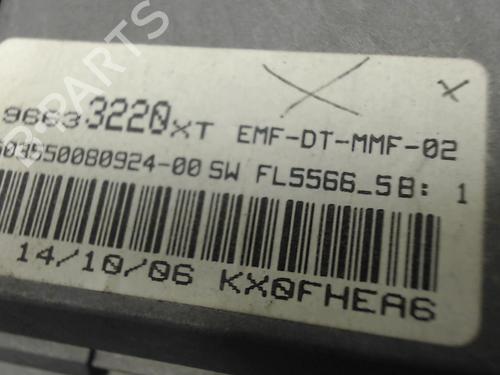 96633220XT EMF-DT-MMF-02
503550080924-00 SW FL5566_5B: 1
14/10/06 KX0FHEA6